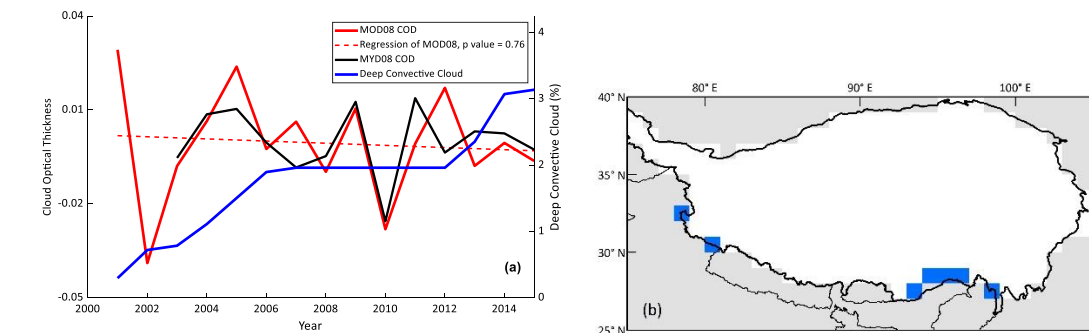 0.04
0.01
-0.02
-0.05
Cloud Optical Thickness
MOD08 COD
Regression of MOD08, p value = 0.76
MYD08 COD
Deep Convective Cloud
4
3
2
1
0
Deep Convective Cloud (%)
(a)
2000 2002 2004 2006 2008 2010 2012 2014
Year
80° E 90° E 100° E
40° N
35° N
30° N
25° N
(b)